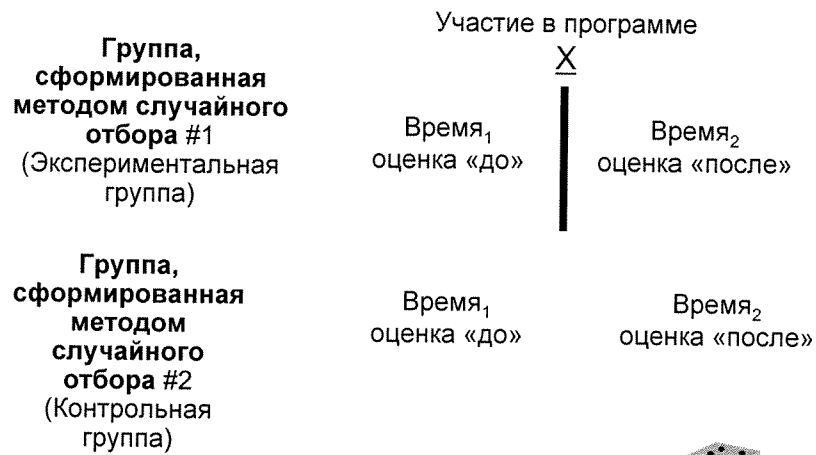 Участие в программе
X
Группа,
сформированная
методом случайного
отбора #1
(Экспериментальная
группа)
Время₁
оценка «до»
Время₂
оценка «после»
Группа,
сформированная
методом
случайного
отбора #2
(Контрольная
группа)
Время₁
оценка «до»
Время₂
оценка «после»